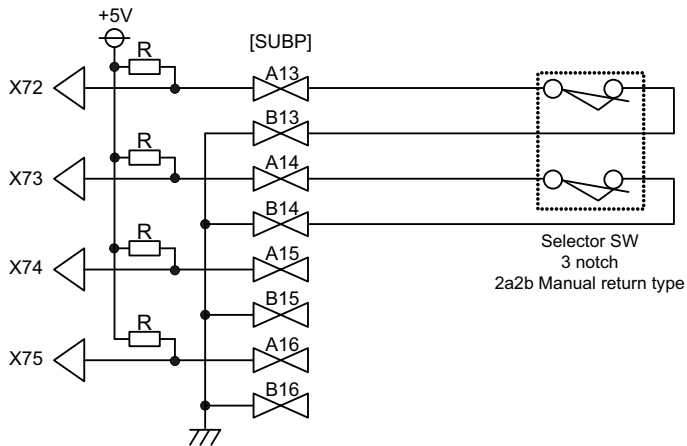 +5V
[SUBP]
R
X72
A13
B13
R
X73
A14
B14
Selector SW
3 notch
2a2b Manual return type
R
X74
A15
B15
R
X75
A16
B16